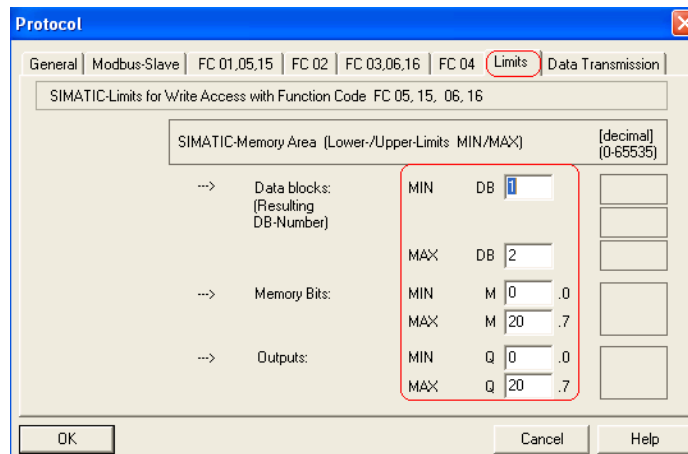 Protocol
General Modbus-Slave FC 01,05,15 FC 02 FC 03,06,16 FC 04 Limits Data Transmission
SIMATIC-Limits for Write Access with Function Code FC 05, 15, 06, 16
SIMATIC-Memory Area (Lower-/Upper-Limits MIN/MAX)
[decimal]
(0-65535)
---> Data blocks: MIN DB 1
(Resulting
DB-Number)
MAX DB 2
---> Memory Bits: MIN M 0 .0
MAX M 20 .7
---> Outputs: MIN Q 0 .0
MAX Q 20 .7
OK Cancel Help